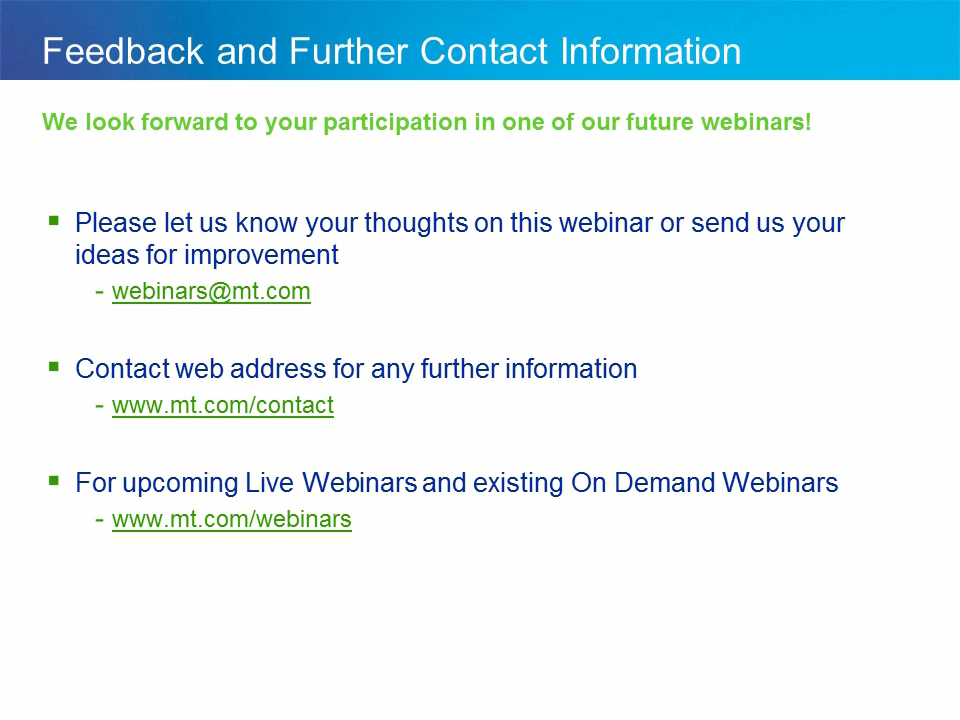 Feedback and Further Contact Information
We look forward to your participation in one of our future webinars!
▪ Please let us know your thoughts on this webinar or send us your
ideas for improvement
- webinars@mt.com
▪ Contact web address for any further information
- www.mt.com/contact
▪ For upcoming Live Webinars and existing On Demand Webinars
- www.mt.com/webinars